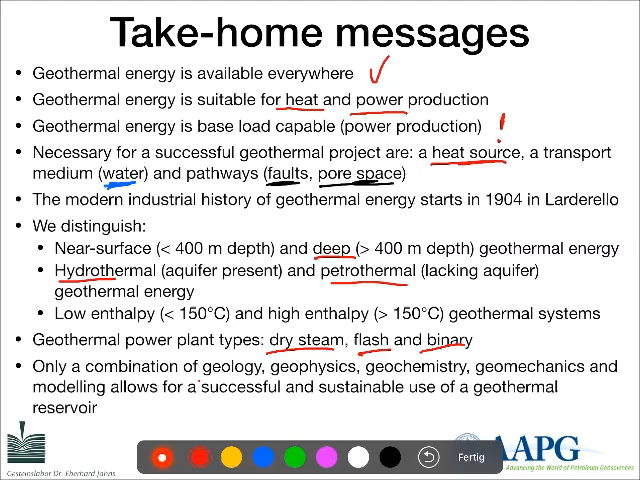 Take-home messages
• Geothermal energy is available everywhere
• Geothermal energy is suitable for heat and power production
• Geothermal energy is base load capable (power production) !
• Necessary for a successful geothermal project are: a heat source, a transport
medium (water) and pathways (faults, pore space)
• The modern industrial history of geothermal energy starts in 1904 in Larderello
• We distinguish:
• Near-surface (< 400 m depth) and deep (> 400 m depth) geothermal energy
• Hydrothermal (aquifer present) and petrothermal (lacking aquifer)
geothermal energy
• Low enthalpy (< 150°C) and high enthalpy (> 150°C) geothermal systems
• Geothermal power plant types: dry steam, flash and binary
• Only a combination of geology, geophysics, geochemistry, geomechanics and
modelling allows for a successful and sustainable use of a geothermal
reservoir
Fertig
AAPG
Advancing the World of Petroleum Geosciences.
Gesteinslabor Dr. Eberhard Jahns